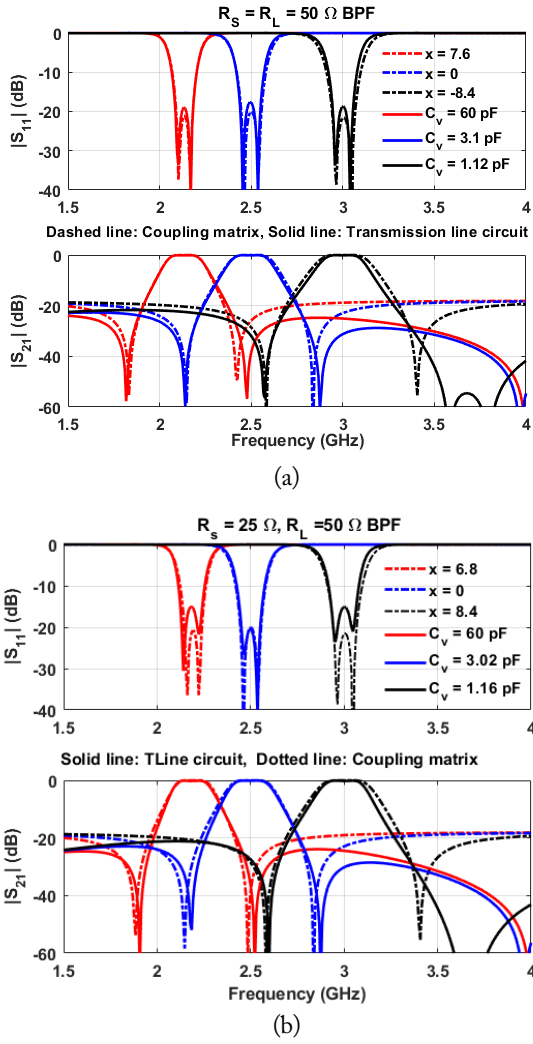 R_S = R_L = 50 Ω BPF
|S_11| (dB)
0
-10
-20
-30
-40
x = 7.6
x = 0
x = -8.4
C_v = 60 pF
C_v = 3.1 pF
C_v = 1.12 pF
1.5 2 2.5 3 3.5 4
Dashed line: Coupling matrix, Solid line: Transmission line circuit
|S_21| (dB)
0
-20
-40
-60
1.5 2 2.5 3 3.5 4
Frequency (GHz)
(a)
R_s = 25 Ω, R_L =50 Ω BPF
|S_11| (dB)
0
-10
-20
-30
-40
x = 6.8
x = 0
x = 8.4
C_v = 60 pF
C_v = 3.02 pF
C_v = 1.16 pF
1.5 2 2.5 3 3.5 4
Solid line: TLine circuit, Dotted line: Coupling matrix
|S_21| (dB)
0
-20
-40
-60
1.5 2 2.5 3 3.5 4
Frequency (GHz)
(b)